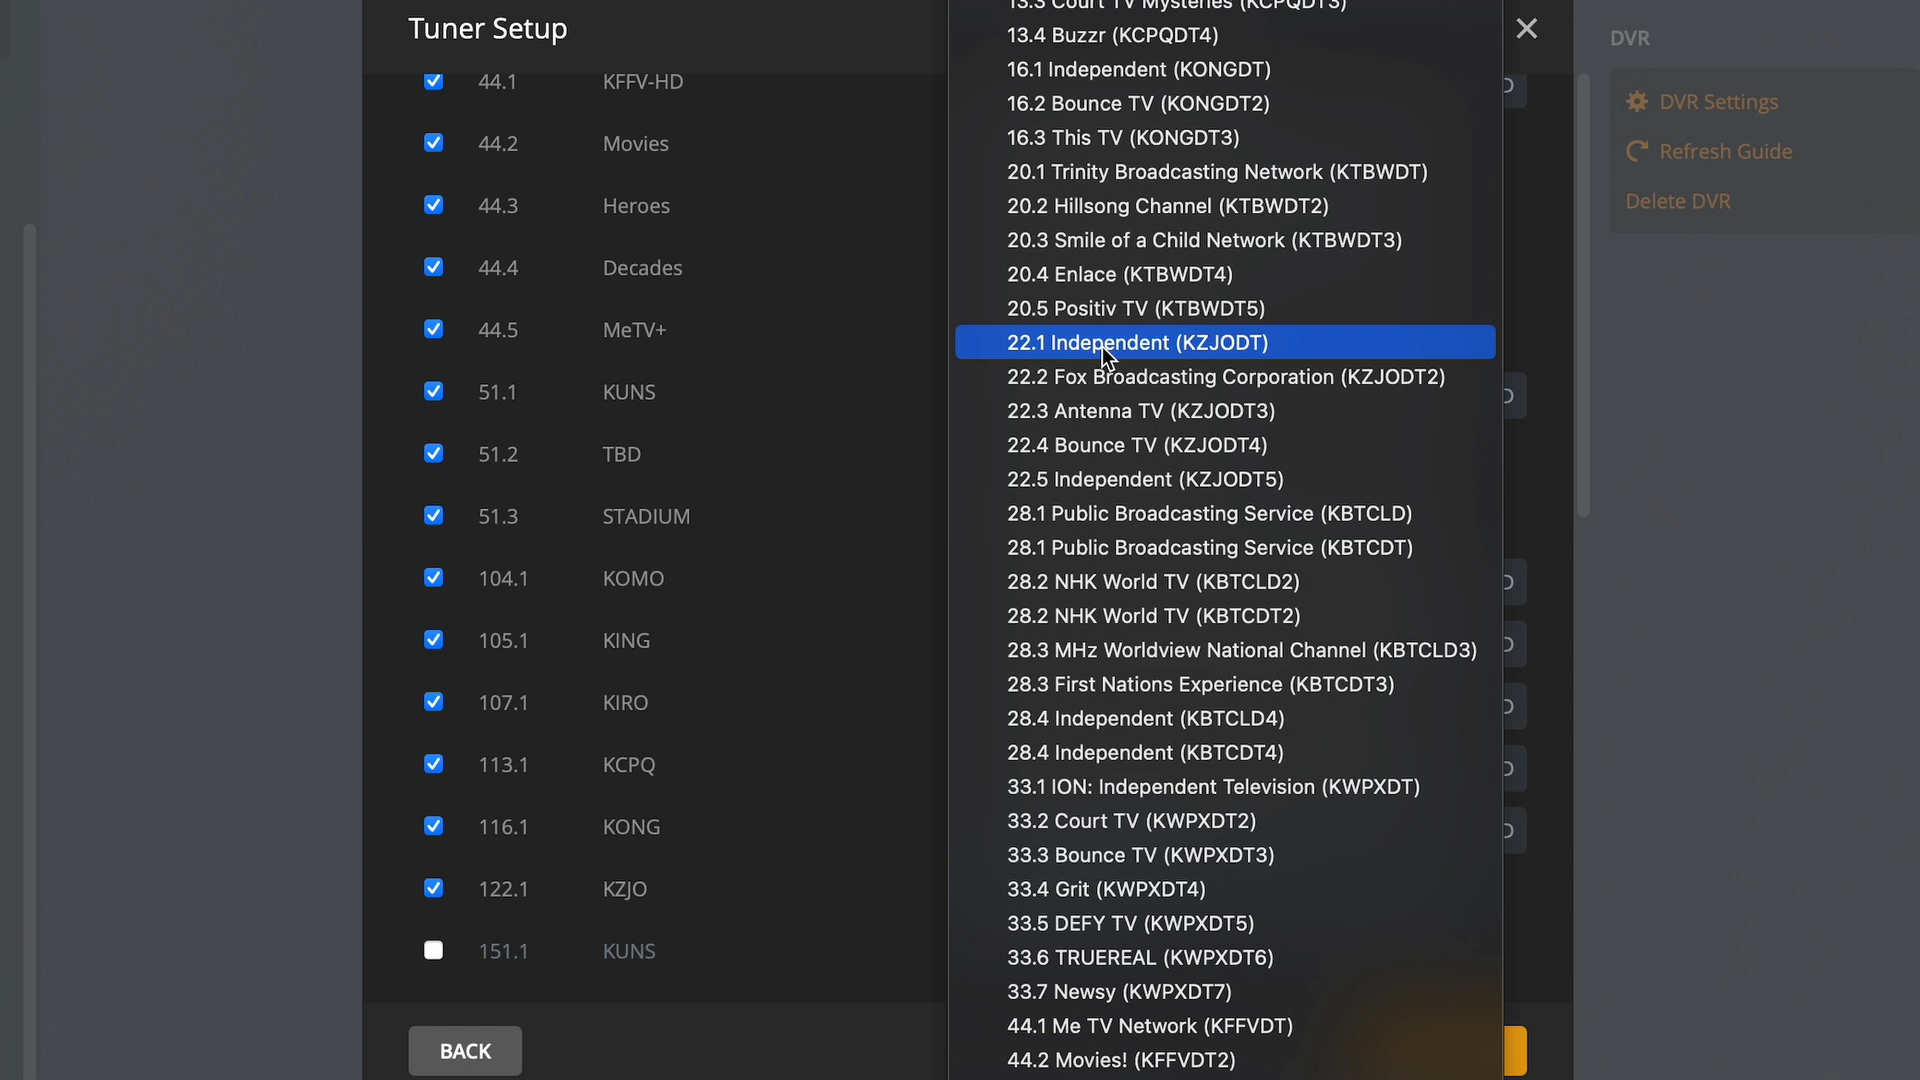 Tuner Setup
44.1 KFFV-HD
44.2 Movies
44.3 Heroes
44.4 Decades
44.5 MeTV+
51.1 KUNS
51.2 TBD
51.3 STADIUM
104.1 KOMO
105.1 KING
107.1 KIRO
113.1 KCPQ
116.1 KONG
122.1 KZJO
151.1 KUNS
BACK
13.3 Court TV Mysteries (KCPQDT3)
13.4 Buzzr (KCPQDT4)
16.1 Independent (KONGDT)
16.2 Bounce TV (KONGDT2)
16.3 This TV (KONGDT3)
20.1 Trinity Broadcasting Network (KTBWDT)
20.2 Hillsong Channel (KTBWDT2)
20.3 Smile of a Child Network (KTBWDT3)
20.4 Enlace (KTBWDT4)
20.5 Positiv TV (KTBWDT5)
22.1 Independent (KZJODT)
22.2 Fox Broadcasting Corporation (KZJODT2)
22.3 Antenna TV (KZJODT3)
22.4 Bounce TV (KZJODT4)
22.5 Independent (KZJODT5)
28.1 Public Broadcasting Service (KBTCLD)
28.1 Public Broadcasting Service (KBTCDT)
28.2 NHK World TV (KBTCLD2)
28.2 NHK World TV (KBTCDT2)
28.3 MHz Worldview National Channel (KBTCLD3)
28.3 First Nations Experience (KBTCDT3)
28.4 Independent (KBTCLD4)
28.4 Independent (KBTCDT4)
33.1 ION: Independent Television (KWPXDT)
33.2 Court TV (KWPXDT2)
33.3 Bounce TV (KWPXDT3)
33.4 Grit (KWPXDT4)
33.5 DEFY TV (KWPXDT5)
33.6 TRUEREAL (KWPXDT6)
33.7 Newsy (KWPXDT7)
44.1 Me TV Network (KFFVDT)
44.2 Movies! (KFFVDT2)
DVR
DVR Settings
Refresh Guide
Delete DVR